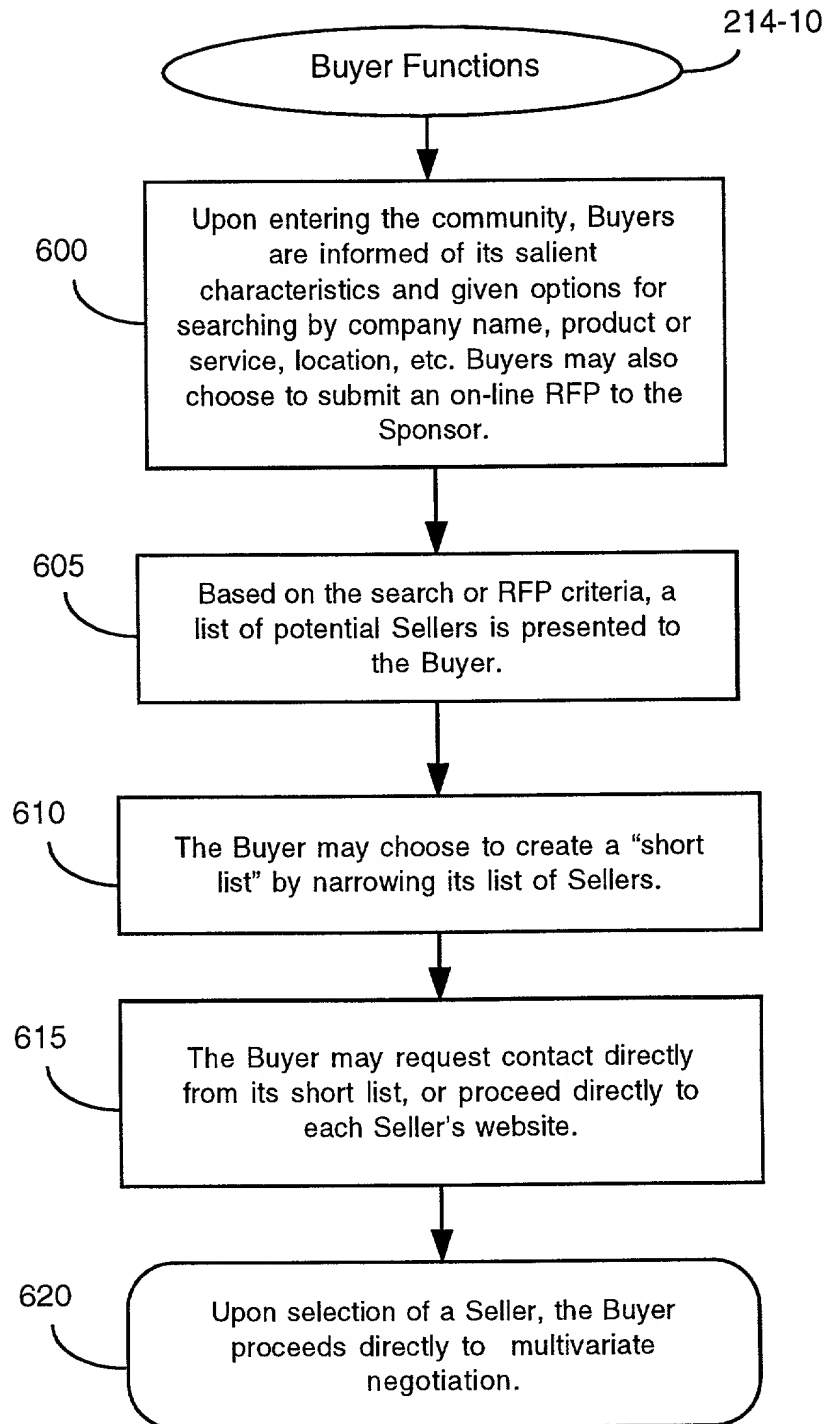 214-10
Buyer Functions
600
Upon entering the community, Buyers
are informed of its salient
characteristics and given options for
searching by company name, product or
service, location, etc. Buyers may also
choose to submit an on-line RFP to the
Sponsor.
605
Based on the search or RFP criteria, a
list of potential Sellers is presented to
the Buyer.
610
The Buyer may choose to create a “short
list” by narrowing its list of Sellers.
615
The Buyer may request contact directly
from its short list, or proceed directly to
each Seller's website.
620
Upon selection of a Seller, the Buyer
proceeds directly to multivariate
negotiation.